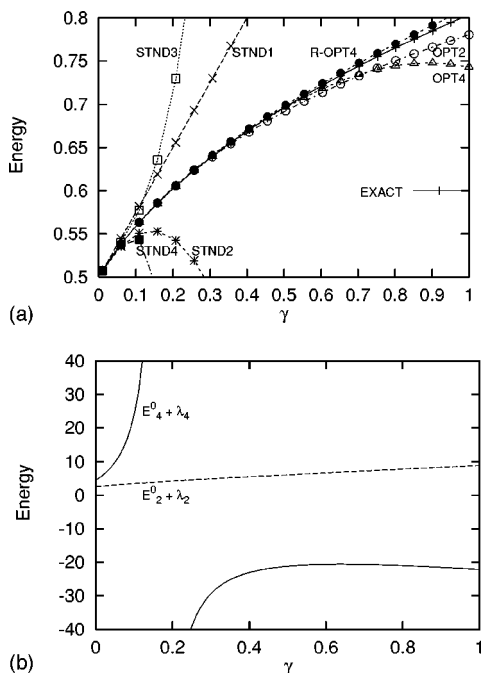 0.8
0.75
0.7
0.65
0.6
0.55
0.5
Energy
STND3
STND1
R-OPT4
OPT2
OPT4
EXACT
STND4
STND2
0 0.1 0.2 0.3 0.4 0.5 0.6 0.7 0.8 0.9 1
γ
(a)
40
30
20
10
0
-10
-20
-30
-40
Energy
E⁰₄ + λ₄
E⁰₂ + λ₂
0 0.2 0.4 0.6 0.8 1
γ
(b)